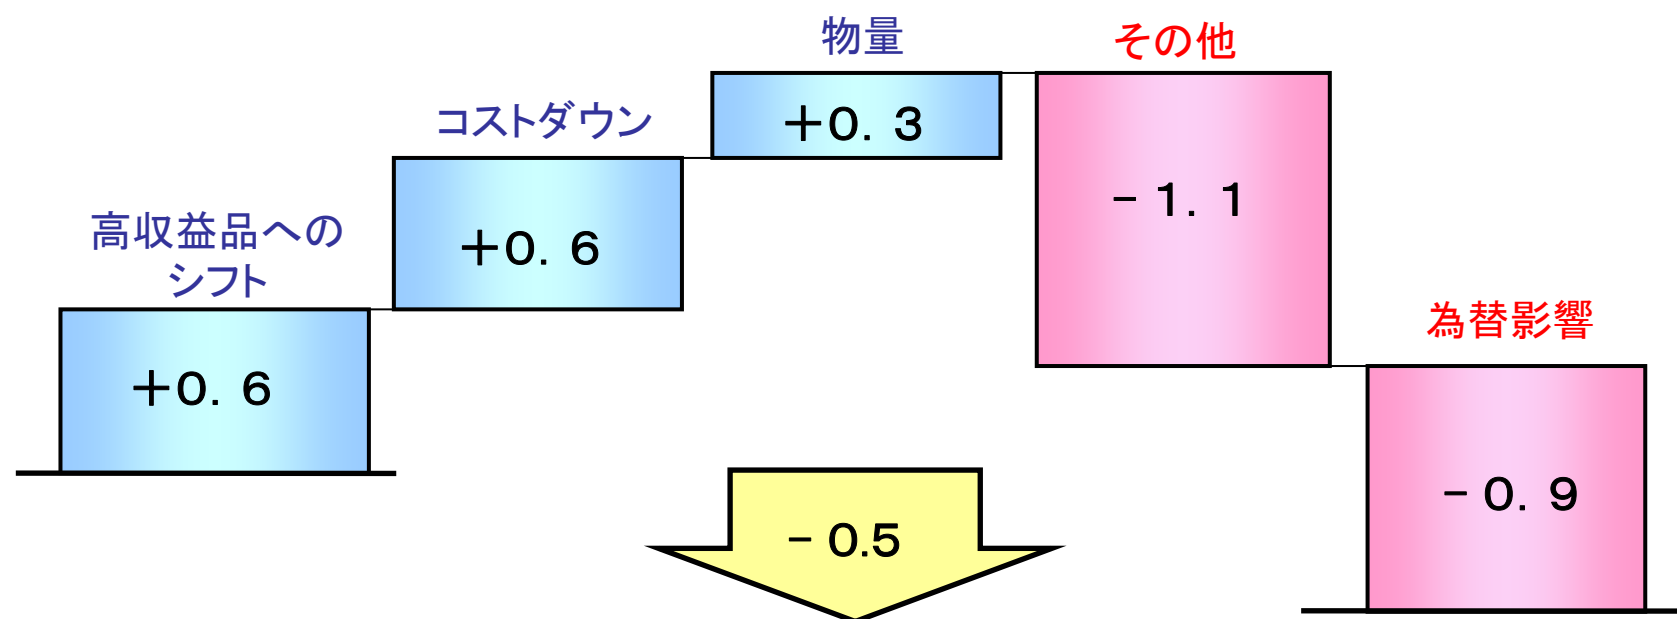 高収益品への
シフト
＋０．６
コストダウン
＋０．６
物量
＋０．３
その他
－１．１
為替影響
－０．９
－0.5